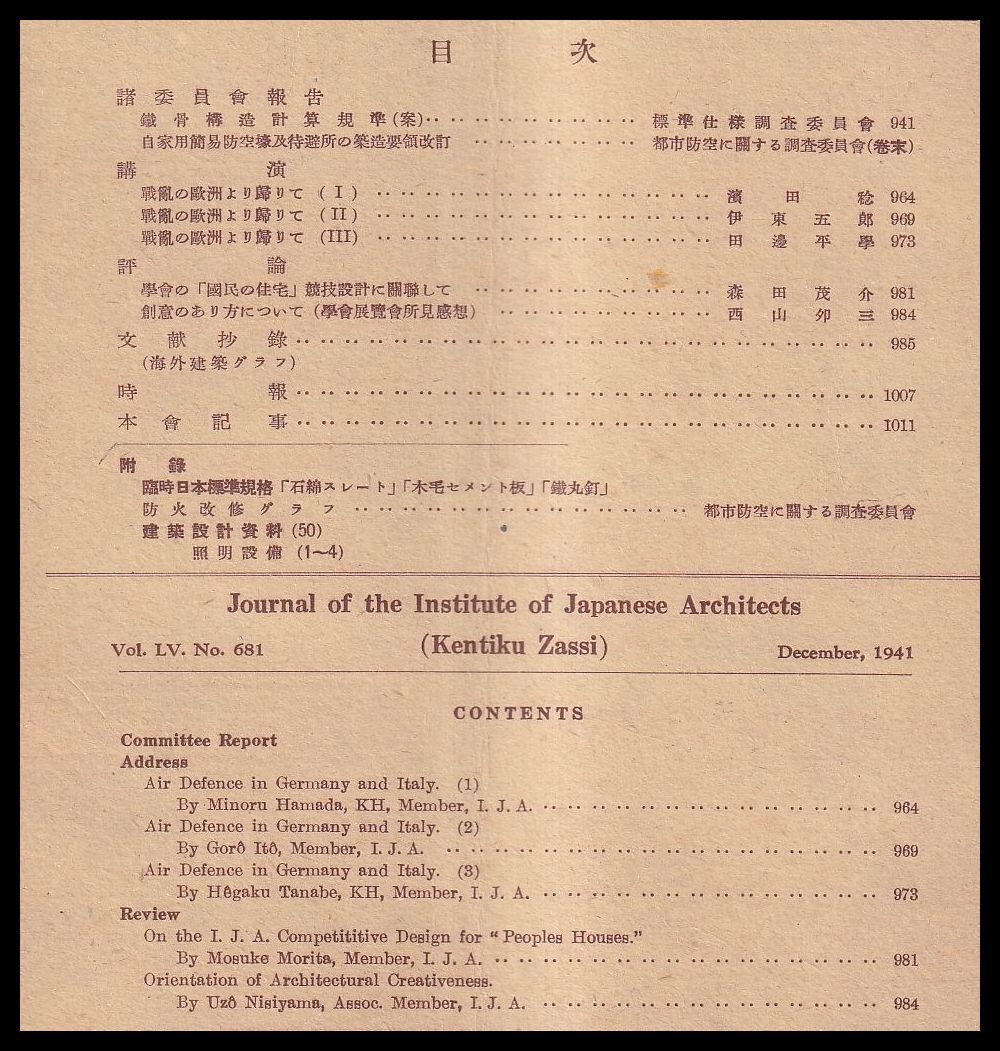 目次
諸委員會報告
鐵骨構造計算規準(案)‥‥‥‥‥‥‥‥‥標準仕様調査委員會 941
自家用簡易防空壕及待避所の築造要領改訂 ‥‥‥‥‥‥‥都市防空に關する調査委員會(卷末)
講演
戰亂の歐洲より歸りて (I) ‥‥‥‥‥‥‥‥‥‥‥‥‥‥濱田稔 964
戰亂の歐洲より歸りて (II) ‥‥‥‥‥‥‥‥‥‥‥‥‥‥伊東五郎 969
戰亂の歐洲より歸りて (III) ‥‥‥‥‥‥‥‥‥‥‥‥‥‥田邊平學 973
評論
學會の「國民の住宅」競技設計に關聯して ‥‥‥‥‥‥‥‥‥‥森田茂介 981
創意のあり方について(學會展覽會所見感想) ‥‥‥‥‥‥‥‥‥西山夘三 984
文献抄錄‥‥‥‥‥‥‥‥‥‥‥‥‥‥‥‥‥‥‥‥‥‥‥‥ 985
(海外建築グラフ)
時報‥‥‥‥‥‥‥‥‥‥‥‥‥‥‥‥‥‥‥‥‥‥‥‥ 1007
本會記事‥‥‥‥‥‥‥‥‥‥‥‥‥‥‥‥‥‥‥‥‥‥‥‥ 1011
附錄
臨時日本標準規格「石綿スレート」「木毛セメント板」「鐵丸釘」
防火改修グラフ ‥‥‥‥‥‥‥‥‥‥‥‥‥‥ 都市防空に關する調査委員會
建築設計資料 (50)
照明設備 (1～4)
Journal of the Institute of Japanese Architects
Vol. LV. No. 681 (Kentiku Zassi) December, 1941
CONTENTS
Committee Report
Address
Air Defence in Germany and Italy. (1)
By Minoru Hamada, KH, Member, I. J. A. ‥‥‥‥‥‥‥‥‥‥‥‥‥‥ 964
Air Defence in Germany and Italy. (2)
By Gorô Itô, Member, I. J. A. ‥‥‥‥‥‥‥‥‥‥‥‥‥‥‥‥‥‥ 969
Air Defence in Germany and Italy. (3)
By Hêgaku Tanabe, KH, Member, I. J. A. ‥‥‥‥‥‥‥‥‥‥‥‥‥‥ 973
Review
On the I. J. A. Competititive Design for “Peoples Houses.”
By Mosuke Morita, Member, I. J. A. ‥‥‥‥‥‥‥‥‥‥‥‥‥‥‥‥ 981
Orientation of Architectural Creativeness.
By Uzô Nisiyama, Assoc. Member, I. J. A. ‥‥‥‥‥‥‥‥‥‥‥‥‥‥ 984